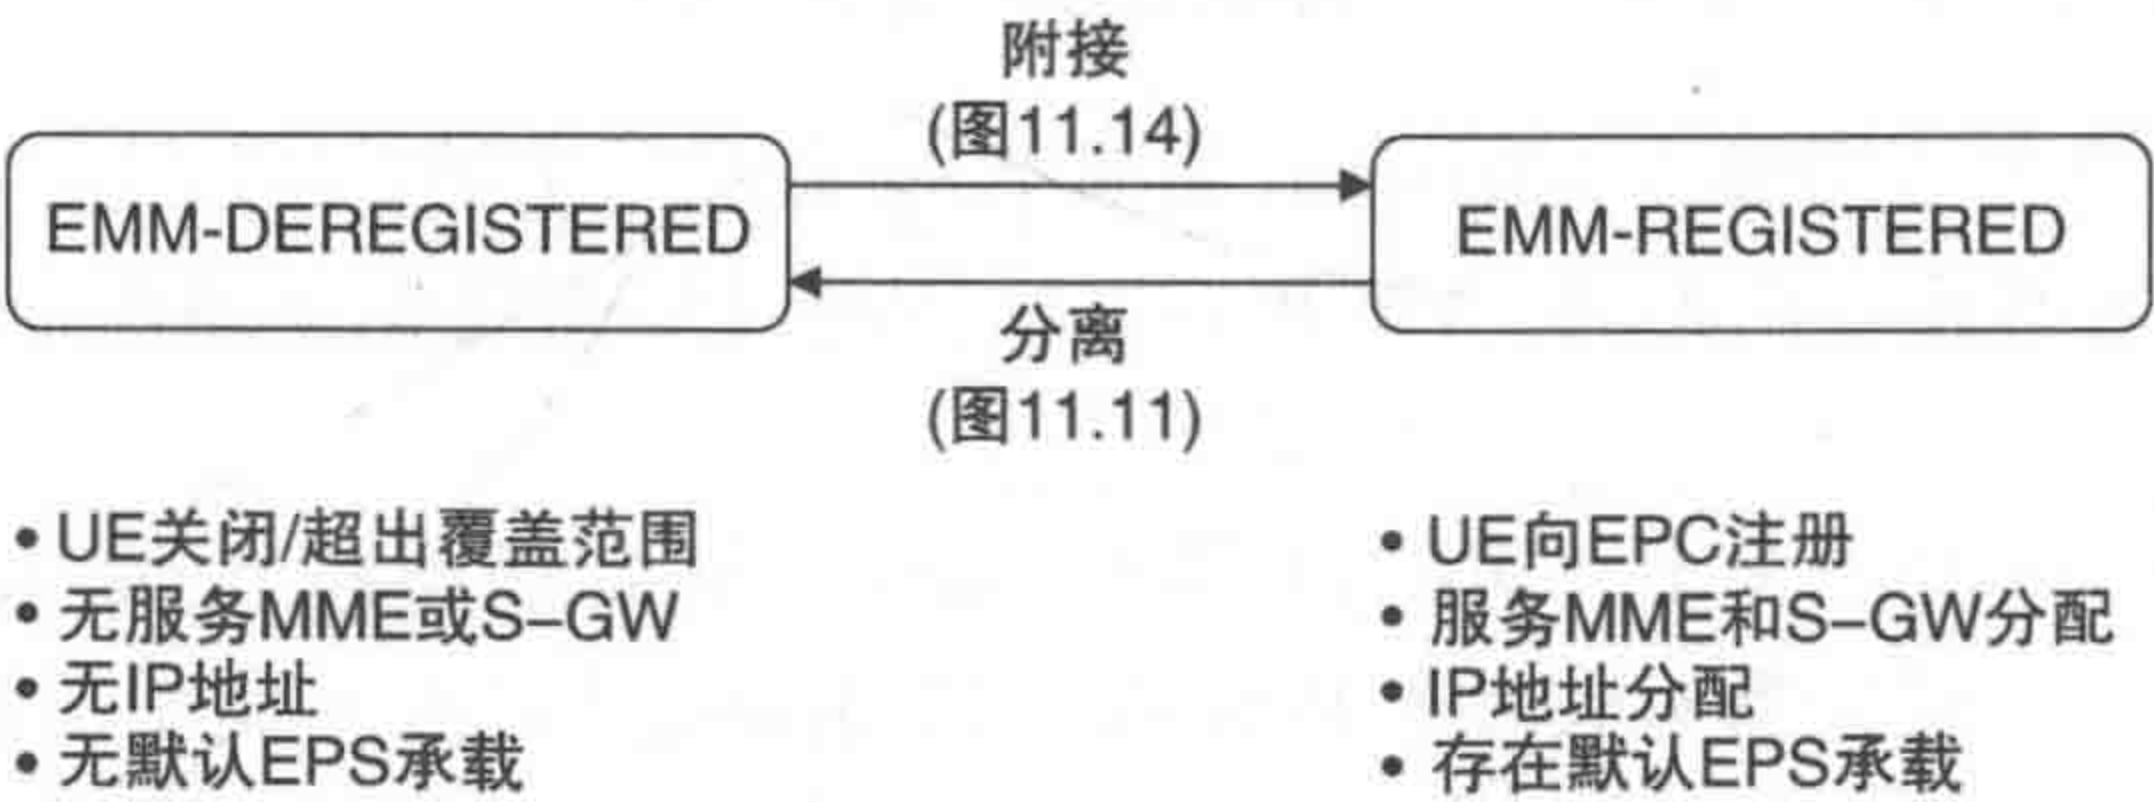 附接
(图11.14)
EMM-DEREGISTERED
EMM-REGISTERED
分离
(图11.11)
• UE关闭/超出覆盖范围
• 无服务MME或S-GW
• 无IP地址
• 无默认EPS承载
• UE向EPC注册
• 服务MME和S-GW分配
• IP地址分配
• 存在默认EPS承载